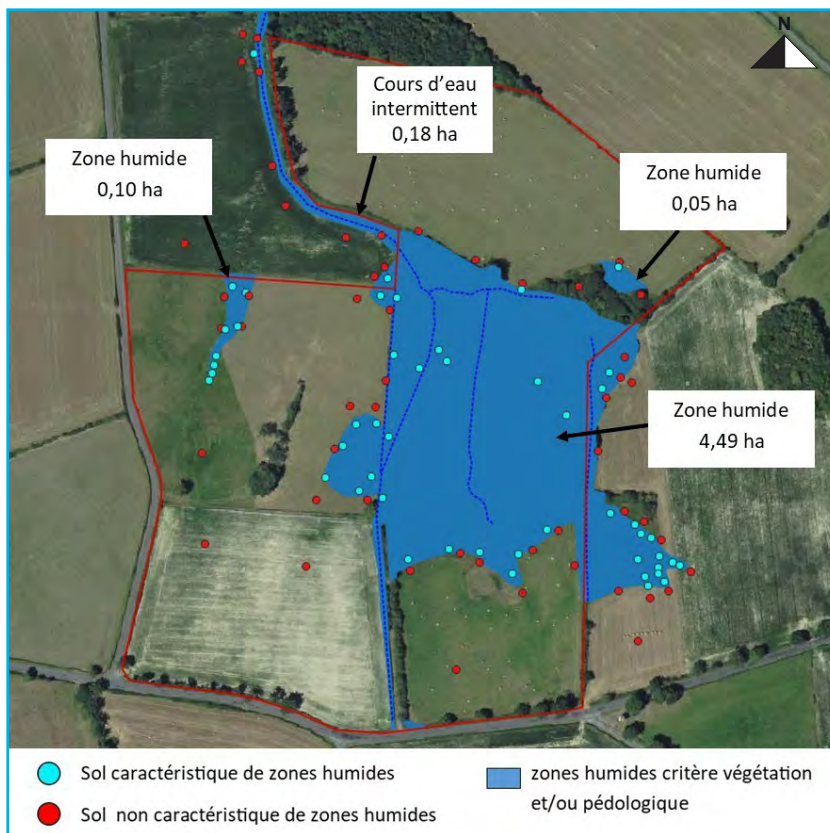 N
Cours d'eau
intermittent
0,18 ha
Zone humide
0,10 ha
Zone humide
0,05 ha
Zone humide
4,49 ha
Sol caractéristique de zones humides
Sol non caractéristique de zones humides
zones humides critère végétation
et/ou pédologique